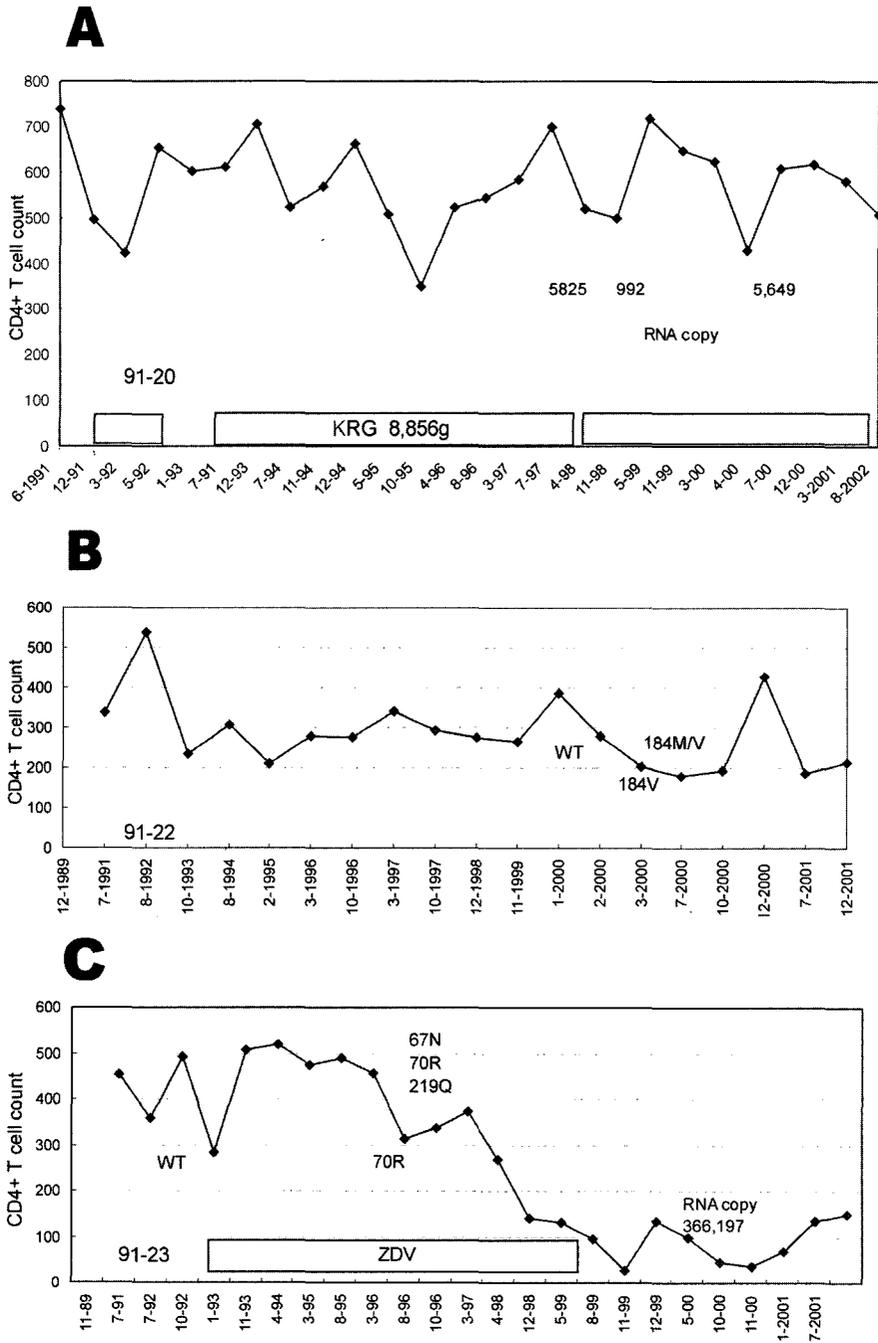 A
800
700
600
500
400
300
200
100
0
CD4+ T cell count
5825 992 5,649
RNA copy
91-20
KRG 8,856g
6-1991 12-91 3-92 5-92 1-93 7-91 12-93 7-94 11-94 12-94 5-95 10-95 4-96 8-96 3-97 7-97 4-98 11-98 5-99 11-99 3-00 4-00 7-00 12-00 3-2001 8-2002
B
600
500
400
300
200
100
0
CD4+ T cell count
WT
184M/V
184V
91-22
12-1989 7-1991 8-1992 10-1993 8-1994 2-1995 3-1996 10-1996 3-1997 10-1997 12-1998 11-1999 1-2000 2-2000 3-2000 7-2000 10-2000 12-2000 7-2001 12-2001
C
600
500
400
300
200
100
0
CD4+ T cell count
67N
70R
219Q
WT
70R
RNA copy
366,197
91-23
ZDV
11-89 7-91 7-92 10-92 1-93 11-93 4-94 3-95 8-95 3-96 8-96 10-96 3-97 4-98 12-98 5-99 8-99 11-99 12-99 5-00 10-00 11-00 1-2001 7-2001